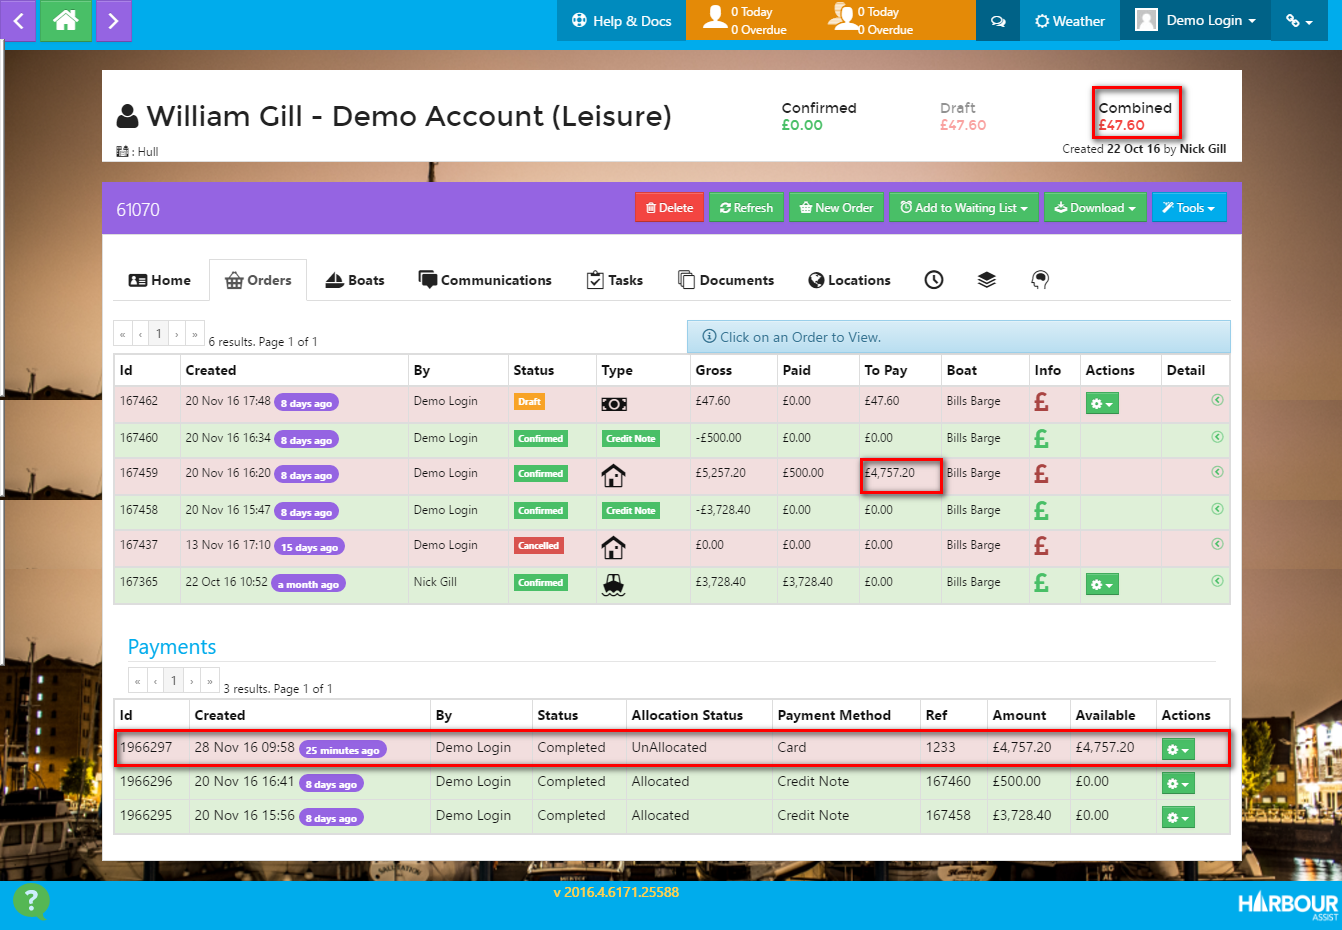 Help & Docs
0 Today
0 Overdue
0 Today
0 Overdue
Weather
Demo Login
William Gill - Demo Account (Leisure)
: Hull
Confirmed
£0.00
Draft
£47.60
Combined
£47.60
Created 22 Oct 16 by Nick Gill
61070
Delete Refresh New Order Add to Waiting List Download Tools
Home Orders Boats Communications Tasks Documents Locations
« ‹ 1 › » 6 results. Page 1 of 1
Click on an Order to View.
Id Created By Status Type Gross Paid To Pay Boat Info Actions Detail
167462 20 Nov 16 17:48 8 days ago Demo Login Draft £47.60 £0.00 £47.60 Bills Barge £
167460 20 Nov 16 16:34 8 days ago Demo Login Confirmed Credit Note -£500.00 £0.00 £0.00 Bills Barge £
167459 20 Nov 16 16:20 8 days ago Demo Login Confirmed £5,257.20 £500.00 £4,757.20 Bills Barge £
167458 20 Nov 16 15:47 8 days ago Demo Login Confirmed Credit Note -£3,728.40 £0.00 £0.00 Bills Barge £
167437 13 Nov 16 17:10 15 days ago Demo Login Cancelled £0.00 £0.00 £0.00 Bills Barge £
167365 22 Oct 16 10:52 a month ago Nick Gill Confirmed £3,728.40 £3,728.40 £0.00 Bills Barge £
Payments
« ‹ 1 › » 3 results. Page 1 of 1
Id Created By Status Allocation Status Payment Method Ref Amount Available Actions
1966297 28 Nov 16 09:58 25 minutes ago Demo Login Completed UnAllocated Card 1233 £4,757.20 £4,757.20
1966296 20 Nov 16 16:41 8 days ago Demo Login Completed Allocated Credit Note 167460 £500.00 £0.00
1966295 20 Nov 16 15:56 8 days ago Demo Login Completed Allocated Credit Note 167458 £3,728.40 £0.00
?
v 2016.4.6171.25588
HARBOUR
ASSIST